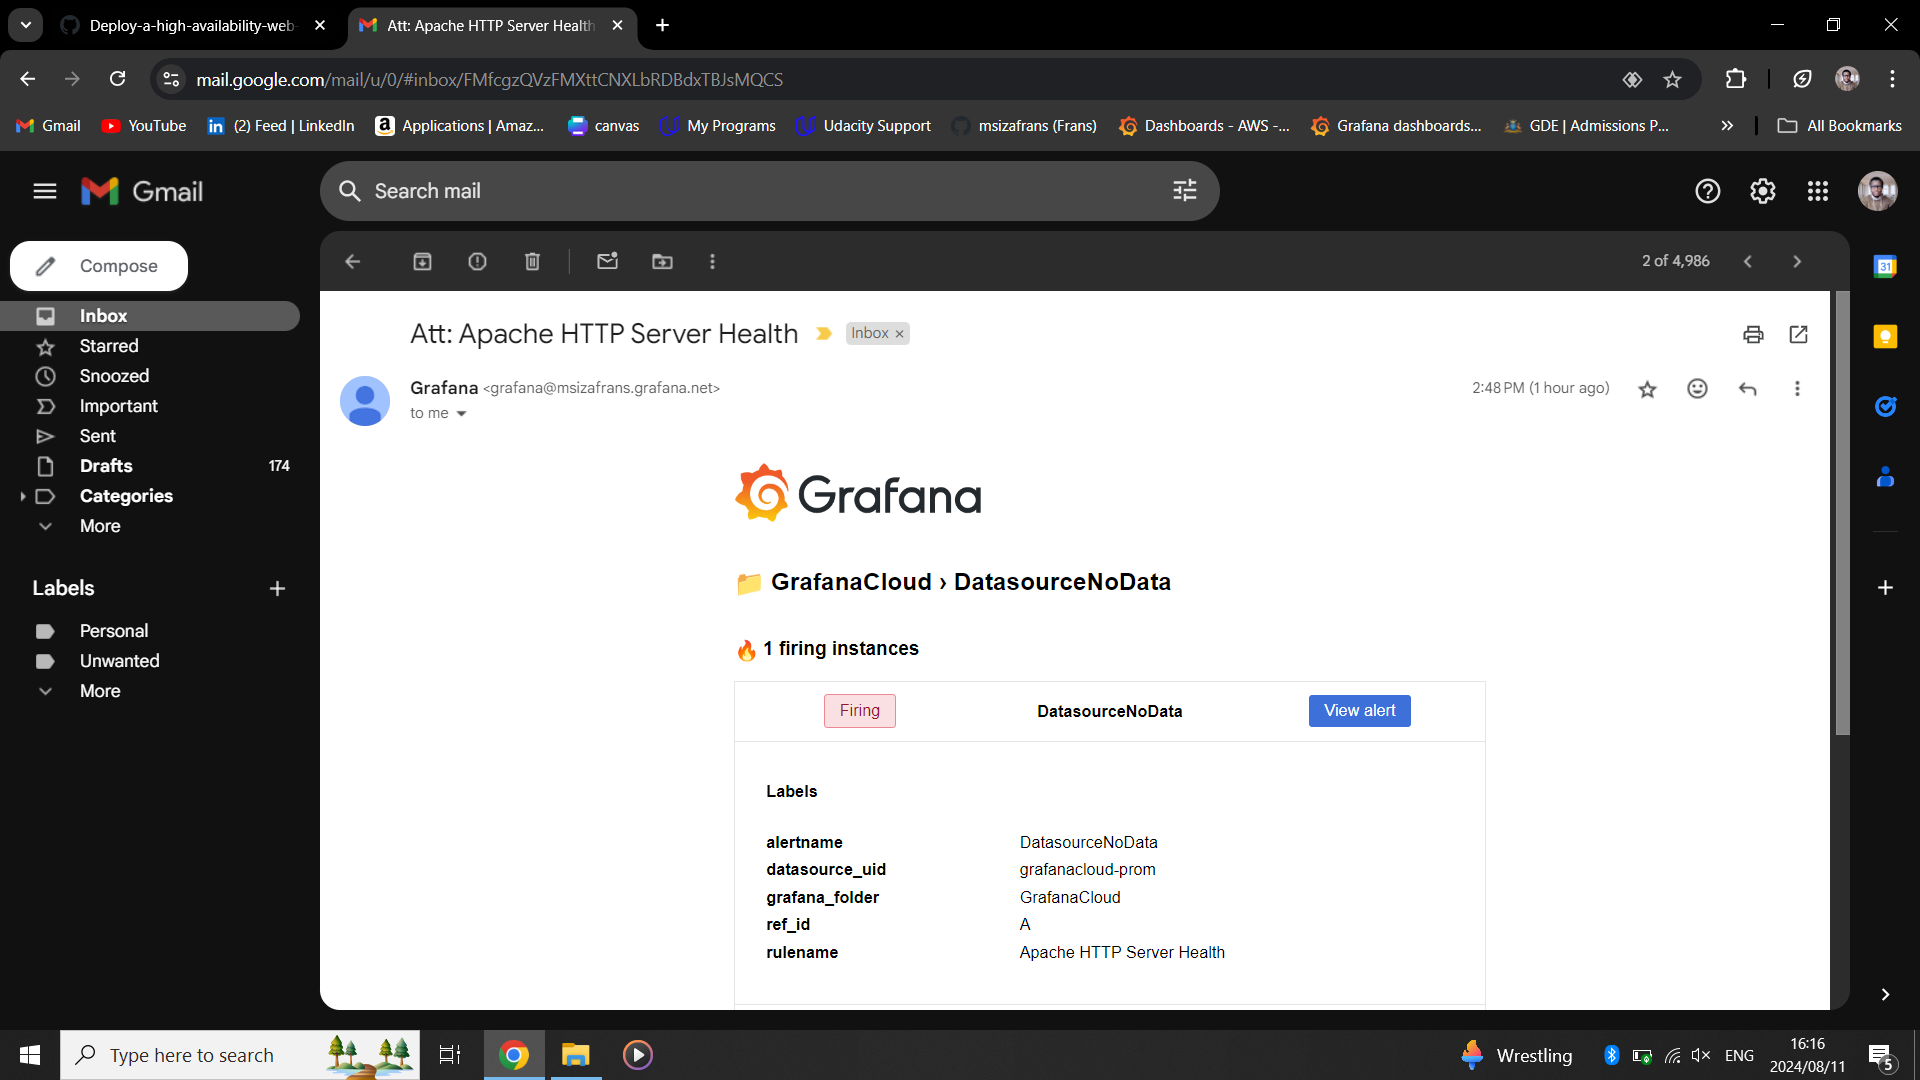 Deploy-a-high-availability-web-
Att: Apache HTTP Server Health
mail.google.com/mail/u/0/#inbox/FMfcgzQVzFMXttCNXLbRDBdxTBJsMQCS
Gmail
YouTube
(2) Feed | LinkedIn
Applications | Amaz...
canvas
My Programs
Udacity Support
msizafrans (Frans)
Dashboards - AWS -...
Grafana dashboards...
GDE | Admissions P...
All Bookmarks
Gmail
Search mail
Compose
2 of 4,986
Inbox
Starred
Snoozed
Important
Sent
Drafts 174
Categories
More
Labels
Personal
Unwanted
More
Att: Apache HTTP Server Health
Inbox
Grafana <grafana@msizafrans.grafana.net>
2:48 PM (1 hour ago)
to me
Grafana
GrafanaCloud › DatasourceNoData
1 firing instances
Firing DatasourceNoData View alert
Labels
alertname DatasourceNoData
datasource_uid grafanacloud-prom
grafana_folder GrafanaCloud
ref_id A
rulename Apache HTTP Server Health
31
Type here to search
Wrestling
ENG
16:16
2024/08/11
5